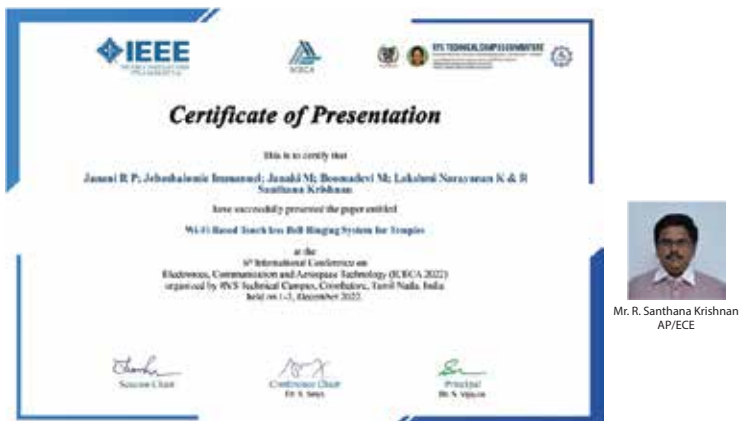 IEEE
ICECA
RVS TECHNICAL CAMPUS COIMBATORE
Certificate of Presentation
This is to certify that
Janani R P; Jebashalomie Immanuel; Janaki M; Boomadevi M; Lakshmi Narayanan K & R
Santhana Krishnan
have successfully presented the paper entitled
Wi-Fi Based Touch less Bell Ringing System for Temples
at the
6th International Conference on
Electronics, Communication and Aerospace Technology (ICECA 2022)
organized by RVS Technical Campus, Coimbatore, Tamil Nadu, India
held on 1-3, December 2022.
Session Chair
Conference Chair
Principal
Mr. R. Santhana Krishnan
AP/ECE